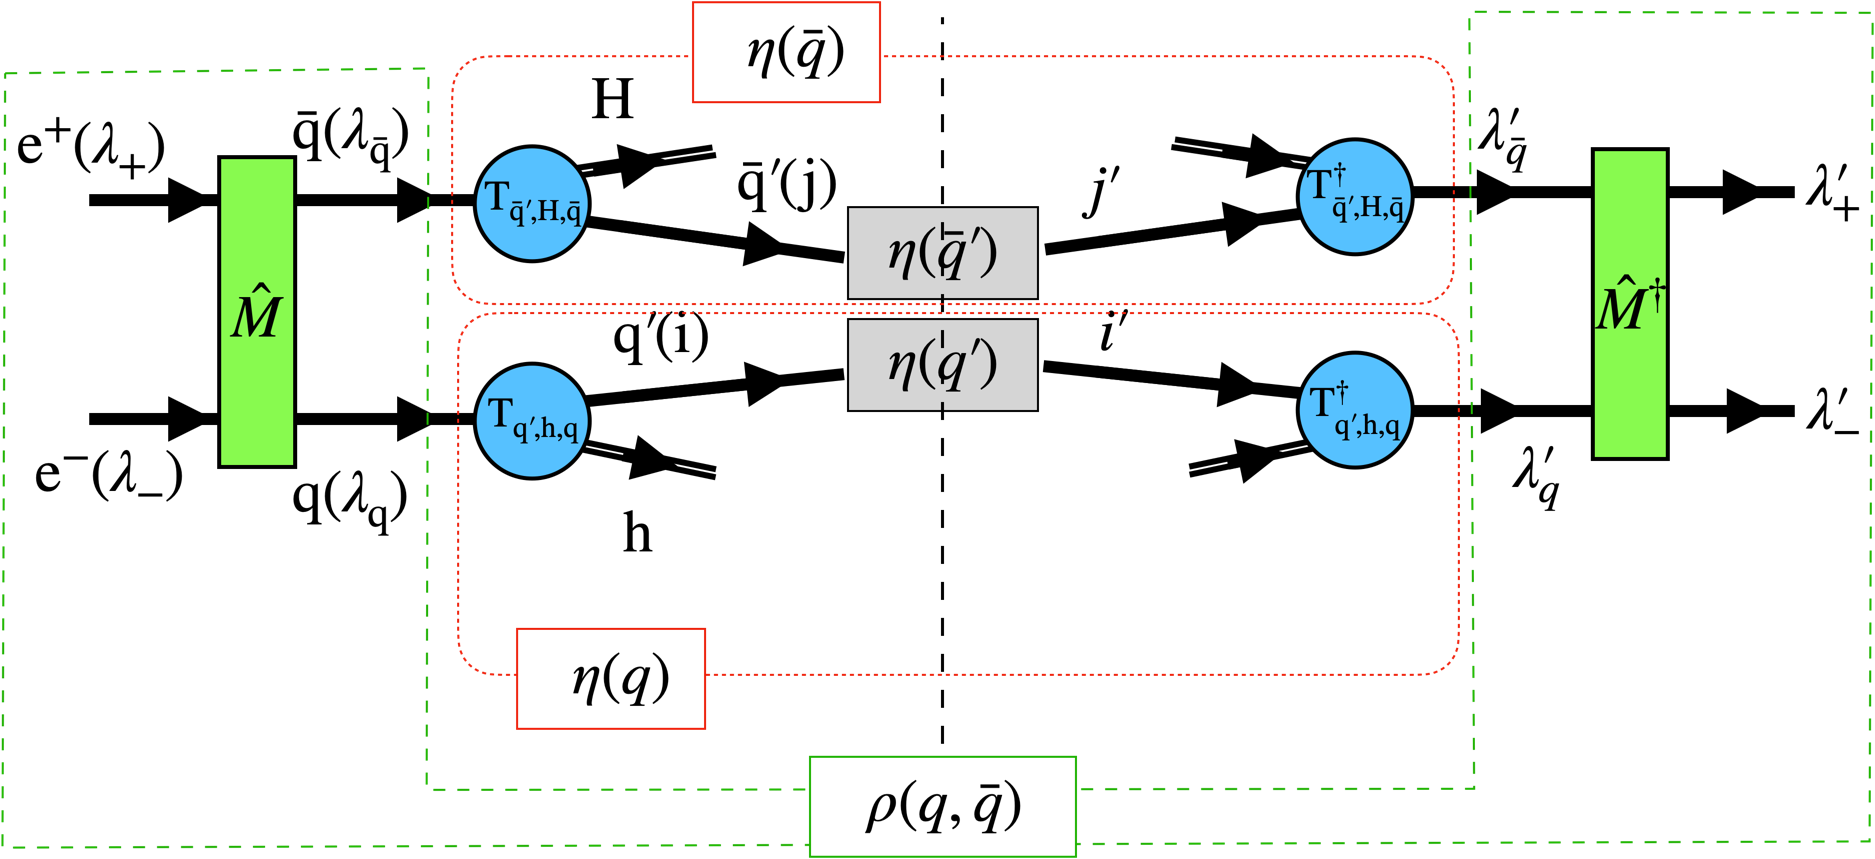 η(q̄)
H
e⁺(λ₊)
q̄(λ_q̄)
T_q̄′,H,q̄
q̄′(j)
j′
T†_q̄′,H,q̄
λ′_q̄
λ′₊
M̂
η(q̄′)
M̂†
q′(i)
η(q′)
i′
e⁻(λ₋)
q(λ_q)
T_q′,h,q
T†_q′,h,q
λ′_q
λ′₋
h
η(q)
ρ(q, q̄)